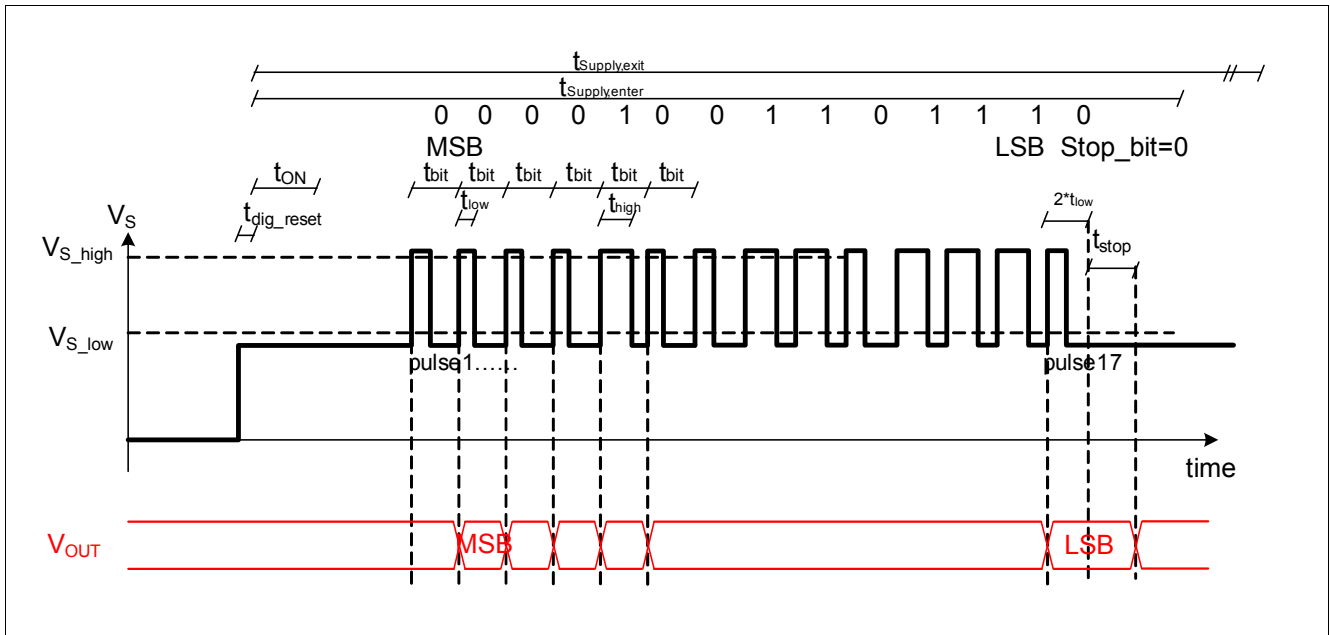 tSupply,exit
tSupply,enter
0 0 0 0 1 0 0 1 1 0 1 1 1 0
MSB LSB Stop_bit=0
tON tbit tbit tbit tbit tbit tbit
tlow thigh 2*tlow
VS tdig_reset tstop
VS_high
VS_low
pulse1...... pulse17
time
VOUT MSB LSB